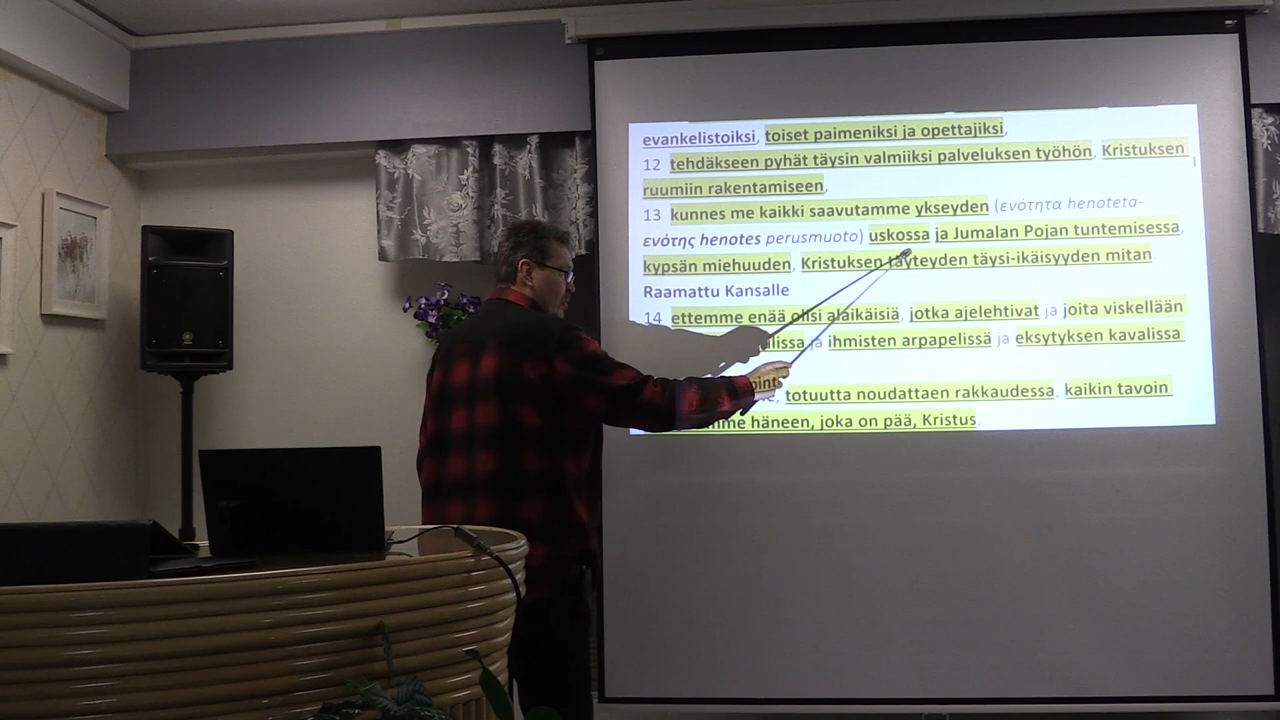 evankelistoiksi, toiset paimeniksi ja opettajiksi,
12 tehdäkseen pyhät täysin valmiiksi palveluksen työhön, Kristuksen
ruumiin rakentamiseen,
13 kunnes me kaikki saavutamme ykseyden (ενότητα henoteta-
ενότης henotes perusmuoto) uskossa ja Jumalan Pojan tuntemisessa,
kypsän miehuuden, Kristuksen täyteyden täysi-ikäisyyden mitan.
Raamattu Kansalle
14 ettemme enää olisi alaikäisiä, jotka ajelehtivat ja joita viskellään
ja ihmisten arpapelissä ja eksytyksen kavalissa
totuutta noudattaen rakkaudessa, kaikin tavoin
häneen, joka on pää, Kristus.